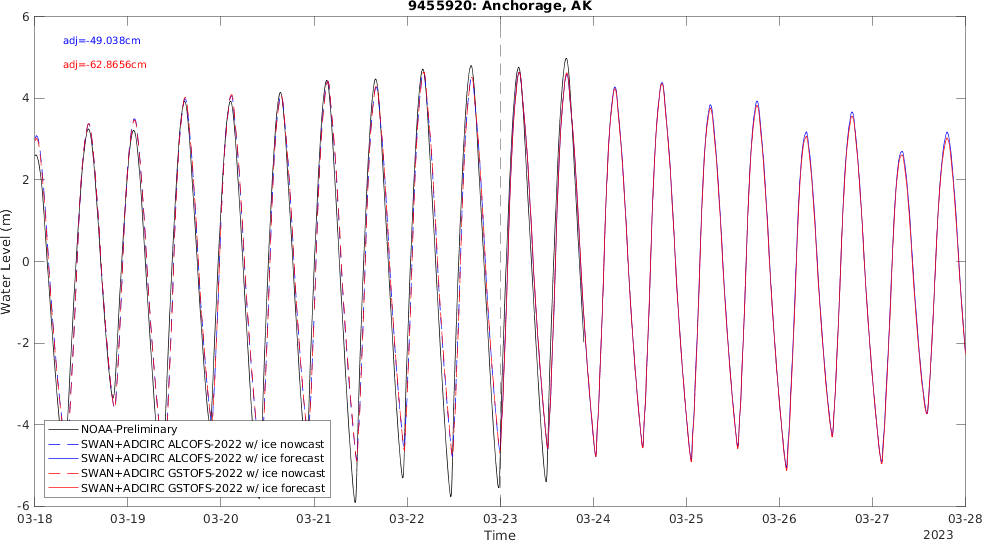 9455920: Anchorage, AK
adj=-49.038cm
adj=-62.8656cm
Water Level (m)
6
4
2
0
-2
-4
-6
NOAA-Preliminary
SWAN+ADCIRC ALCOFS-2022 w/ ice nowcast
SWAN+ADCIRC ALCOFS-2022 w/ ice forecast
SWAN+ADCIRC GSTOFS-2022 w/ ice nowcast
SWAN+ADCIRC GSTOFS-2022 w/ ice forecast
03-18 03-19 03-20 03-21 03-22 03-23 03-24 03-25 03-26 03-27 03-28
Time
2023